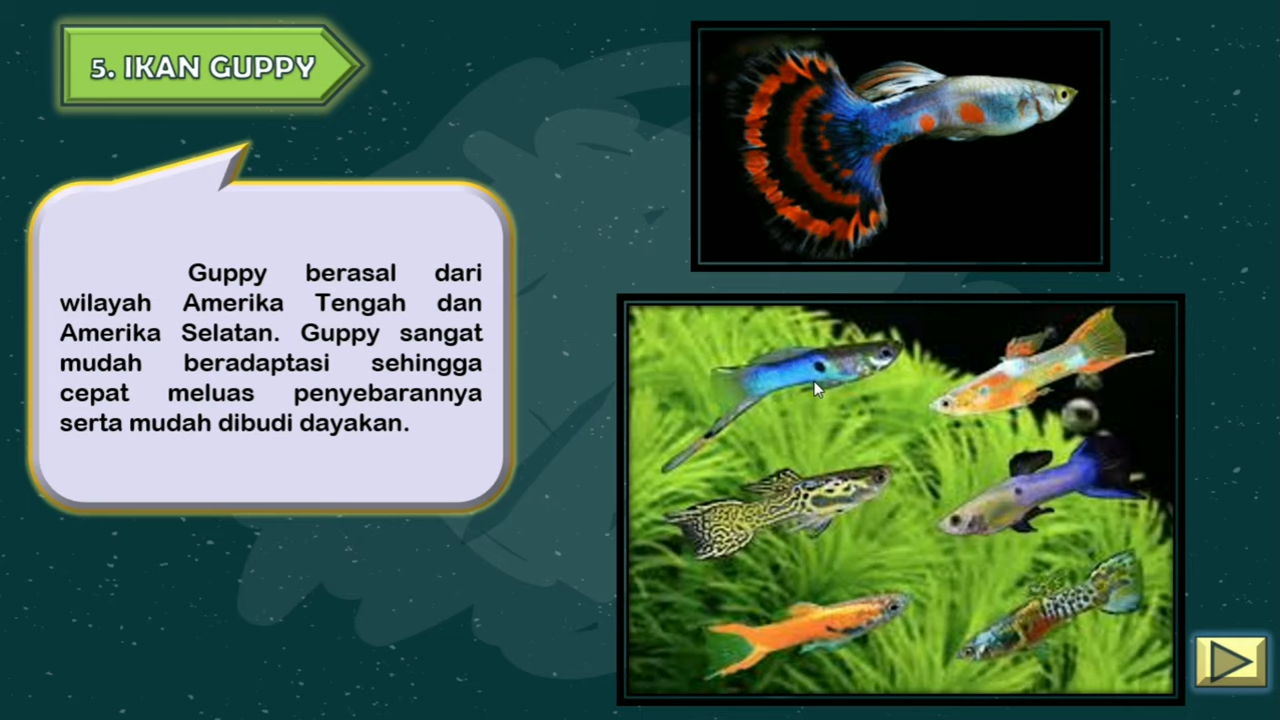 5. IKAN GUPPY
Guppy berasal dari
wilayah Amerika Tengah dan
Amerika Selatan. Guppy sangat
mudah beradaptasi sehingga
cepat meluas penyebarannya
serta mudah dibudi dayakan.